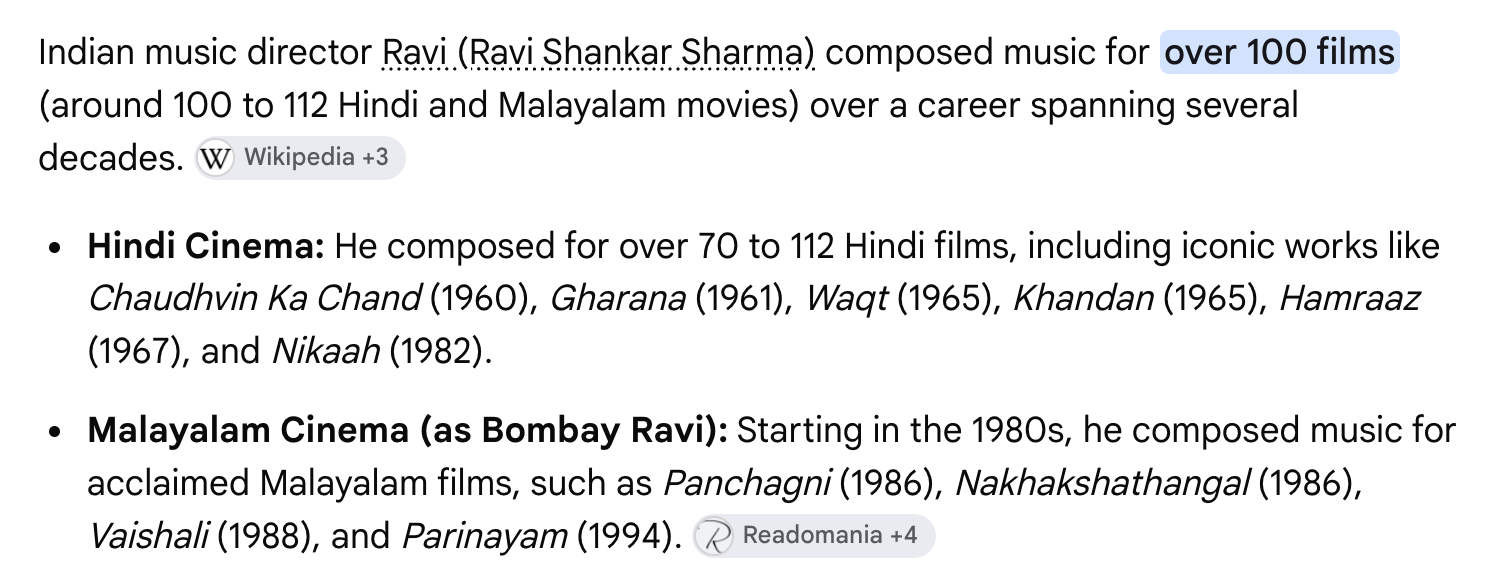 Indian music director Ravi (Ravi Shankar Sharma) composed music for over 100 films
(around 100 to 112 Hindi and Malayalam movies) over a career spanning several
decades. W Wikipedia +3
• Hindi Cinema: He composed for over 70 to 112 Hindi films, including iconic works like
Chaudhvin Ka Chand (1960), Gharana (1961), Waqt (1965), Khandan (1965), Hamraaz
(1967), and Nikaah (1982).
• Malayalam Cinema (as Bombay Ravi): Starting in the 1980s, he composed music for
acclaimed Malayalam films, such as Panchagni (1986), Nakhakshathangal (1986),
Vaishali (1988), and Parinayam (1994). R Readomania +4